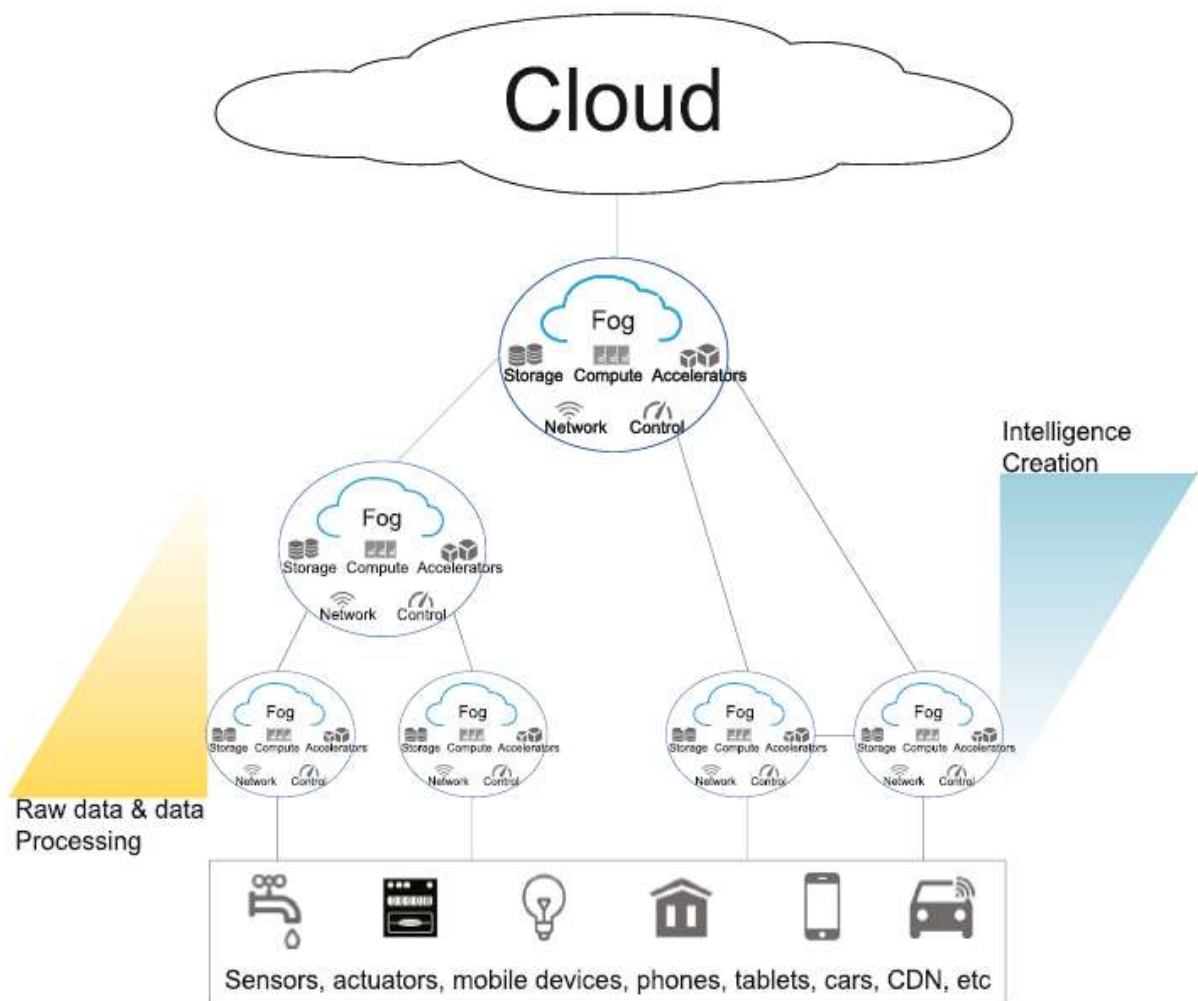 Cloud
Fog
Storage Compute Accelerators
Network Control
Intelligence
Creation
Fog
Storage Compute Accelerators
Network Control
Fog
Storage Compute Accelerators
Network Control
Fog
Storage Compute Accelerators
Network Control
Fog
Storage Compute Accelerators
Network Control
Fog
Storage Compute Accelerators
Network Control
Raw data & data
Processing
Sensors, actuators, mobile devices, phones, tablets, cars, CDN, etc